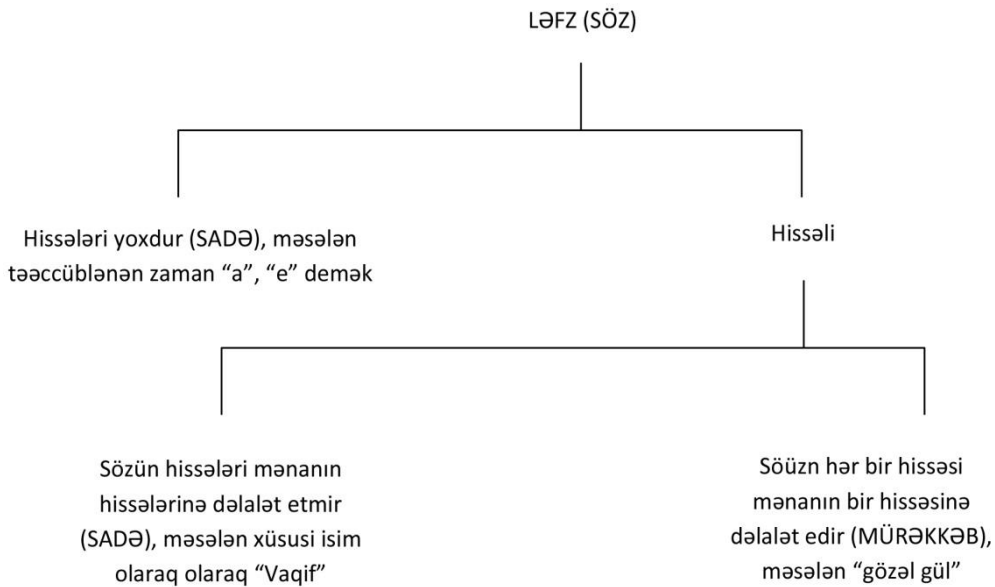 LƏFZ (SÖZ)
Hissələri yoxdur (SADƏ), məsələn
təəccüblənən zaman “a”, “e” demək
Hissəli
Sözün hissələri mənanın
hissələrinə dəlalət etmir
(SADƏ), məsələn xüsusi isim
olaraq olaraq “Vaqif”
Söüzn hər bir hissəsi
mənanın bir hissəsinə
dəlalət edir (MÜRƏKKƏB),
məsələn “gözəl gül”